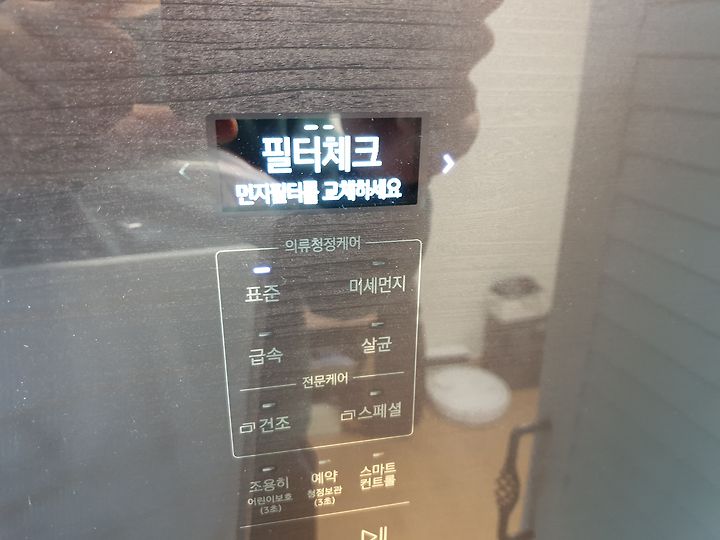 필터체크
먼지필터를 교체하세요
의류청정케어
표준 미세먼지
급속 살균
전문케어
건조 스페셜
조용히 예약 스마트
컨트롤
어린이보호 청정보관
(3초) (3초)